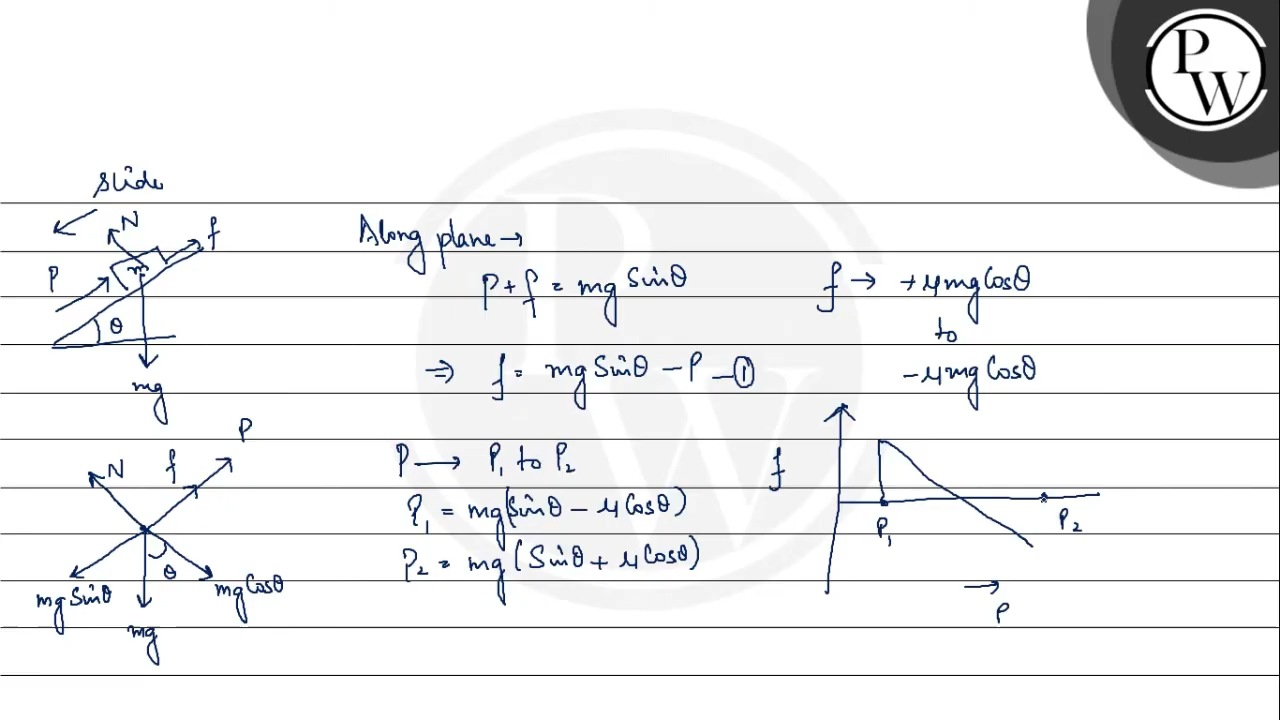 PW
Slide
N
f
P
m
θ
mg
Along plane →
P + f = mg Sinθ
f → + μmg Cosθ
to
- μmg Cosθ
⇒ f = mg Sinθ - P - ①
P
N
f
mg Sinθ
θ
mg Cosθ
mg
P → P₁ to P₂
P₁ = mg(Sinθ - μ Cosθ)
P₂ = mg(Sinθ + μ Cosθ)
f
P₁
P₂
→
P